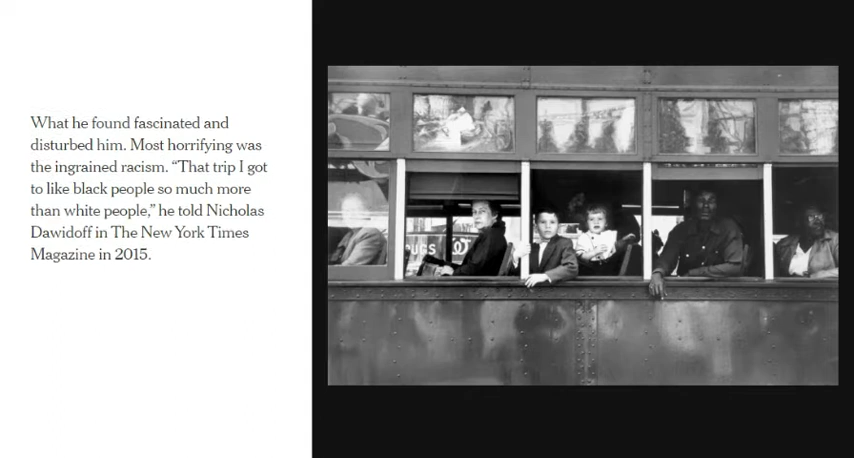 What he found fascinated and
disturbed him. Most horrifying was
the ingrained racism. “That trip I got
to like black people so much more
than white people,” he told Nicholas
Dawidoff in The New York Times
Magazine in 2015.
UGS